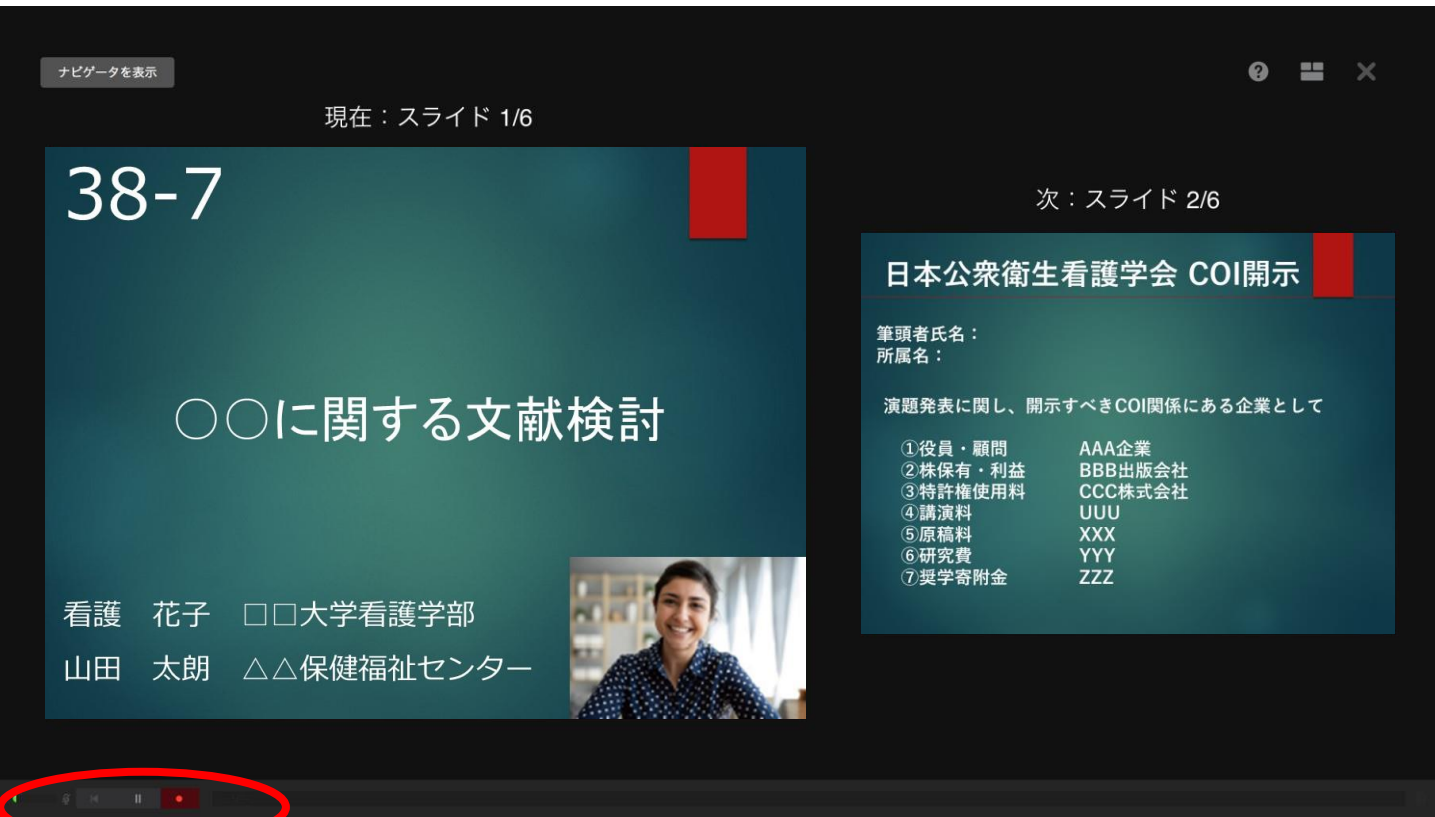 ナビゲータを表示
現在：スライド 1/6
38-7
○○に関する文献検討
看護　花子　□□大学看護学部
山田　太朗　△△保健福祉センター
次：スライド 2/6
日本公衆衛生看護学会 COI開示
筆頭者氏名：
所属名：
演題発表に関し、開示すべきCOI関係にある企業として
①役員・顧問　AAA企業
②株保有・利益　BBB出版会社
③特許権使用料　CCC株式会社
④講演料　UUU
⑤原稿料　XXX
⑥研究費　YYY
⑦奨学寄附金　ZZZ